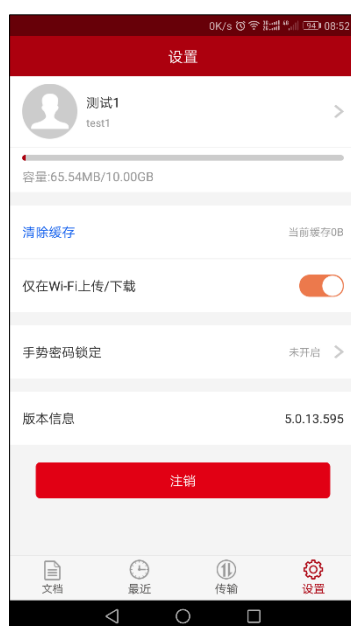 0K/s 94 08:52
设置
测试1
test1
容量:65.54MB/10.00GB
清除缓存 当前缓存0B
仅在Wi-Fi上传/下载
手势密码锁定 未开启
版本信息 5.0.13.595
注销
文档 最近 传输 设置